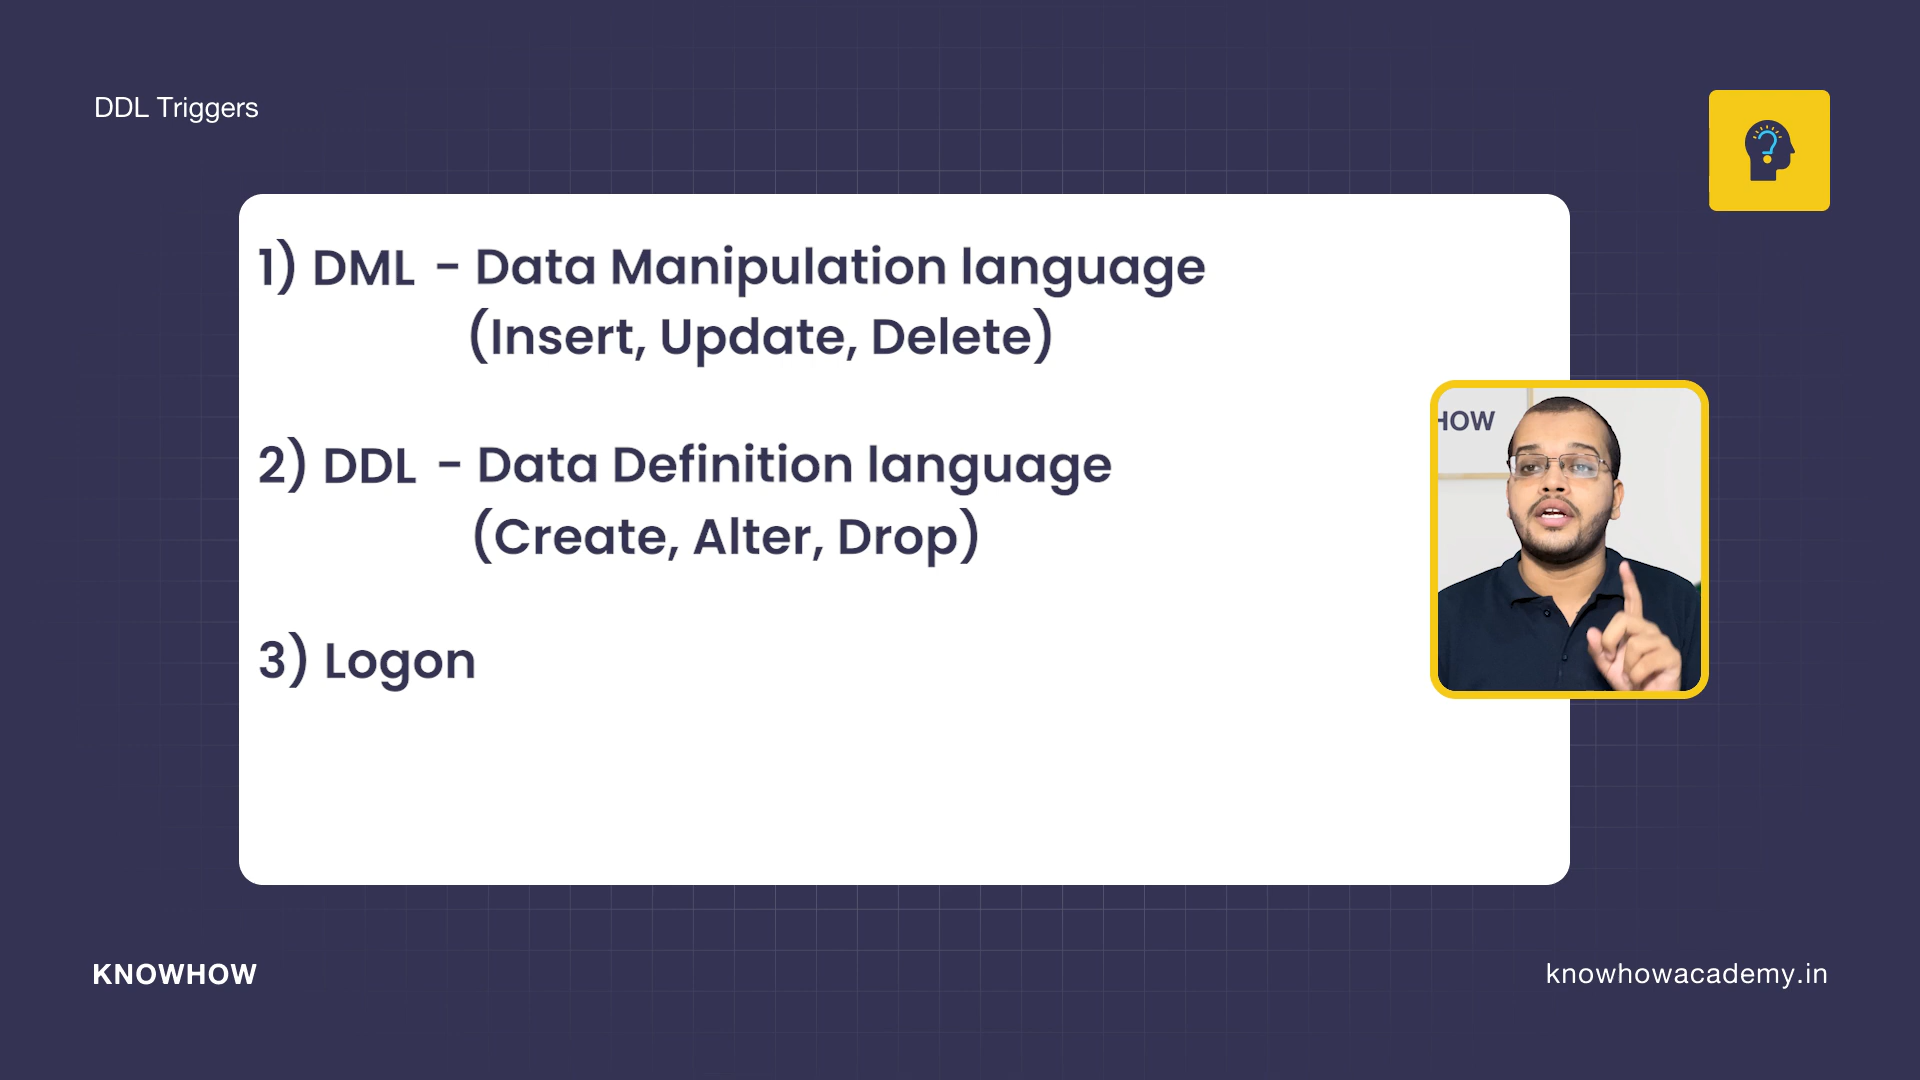 DDL Triggers
1) DML - Data Manipulation language
(Insert, Update, Delete)
2) DDL - Data Definition language
(Create, Alter, Drop)
3) Logon
HOW
KNOWHOW
knowhowacademy.in